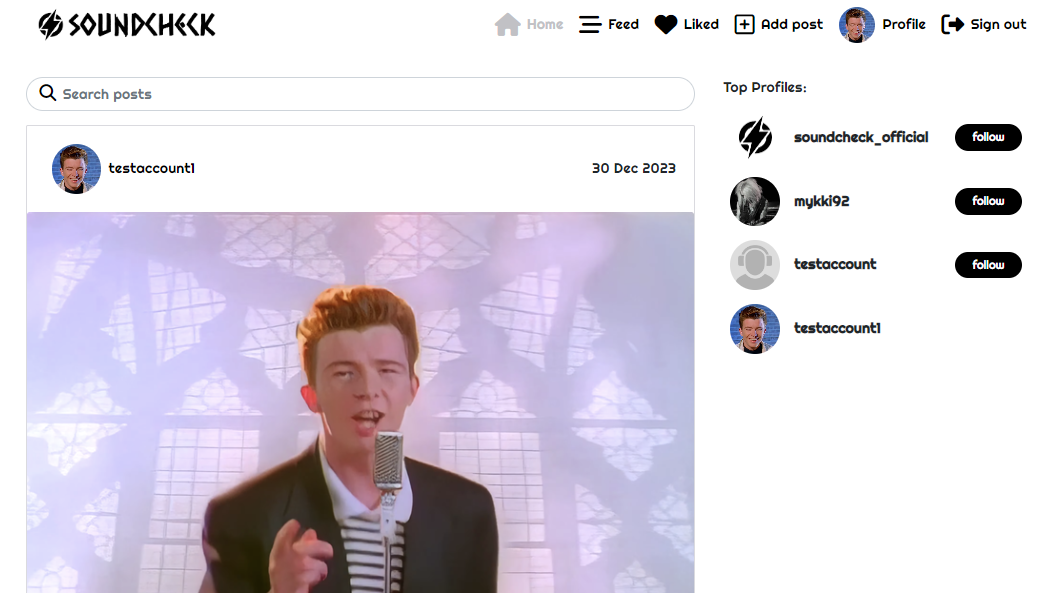 SOUNDCHECK
Home Feed Liked Add post Profile Sign out
Search posts
testaccount1 30 Dec 2023
Top Profiles:
soundcheck_official follow
mykki92 follow
testaccount follow
testaccount1